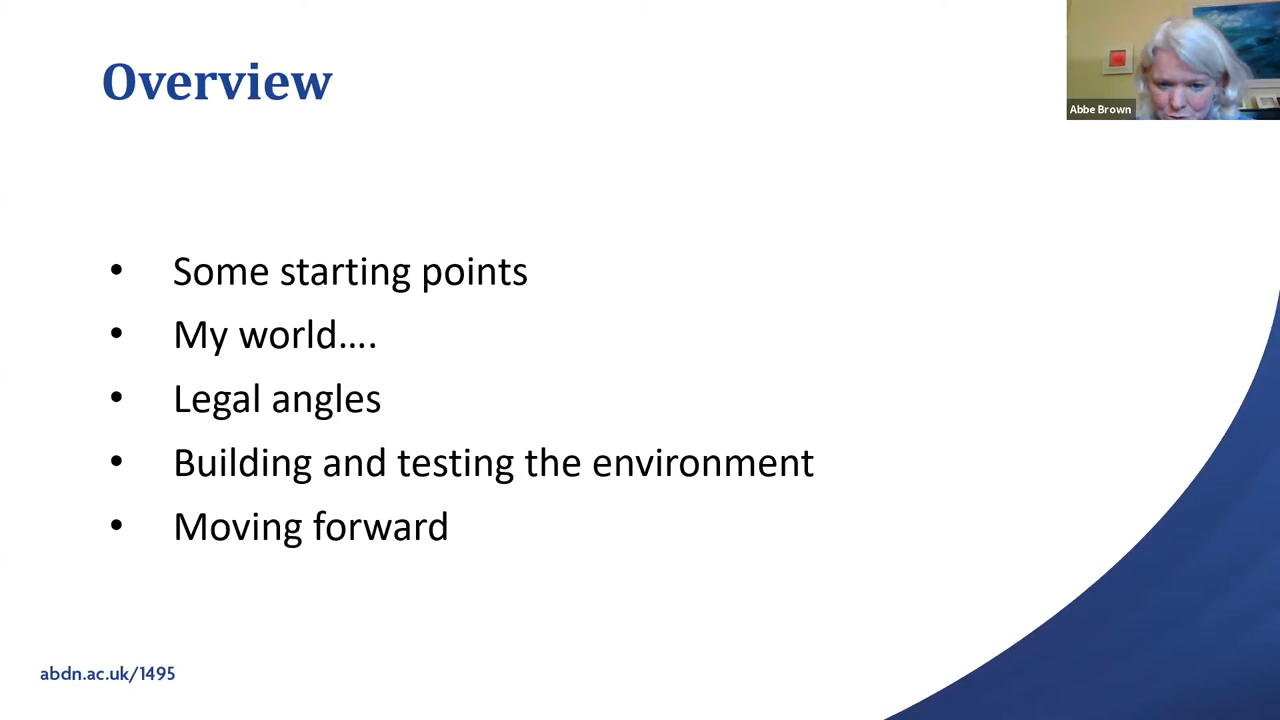 Overview
Abbe Brown
• Some starting points
• My world....
• Legal angles
• Building and testing the environment
• Moving forward
abdn.ac.uk/1495